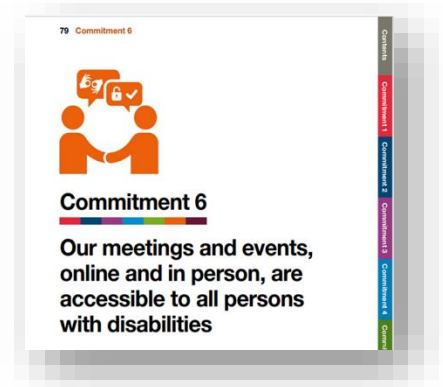 79 Commitment 6
Commitment 6
Our meetings and events,
online and in person, are
accessible to all persons
with disabilities
Contents
Commitment 1
Commitment 2
Commitment 3
Commitment 4